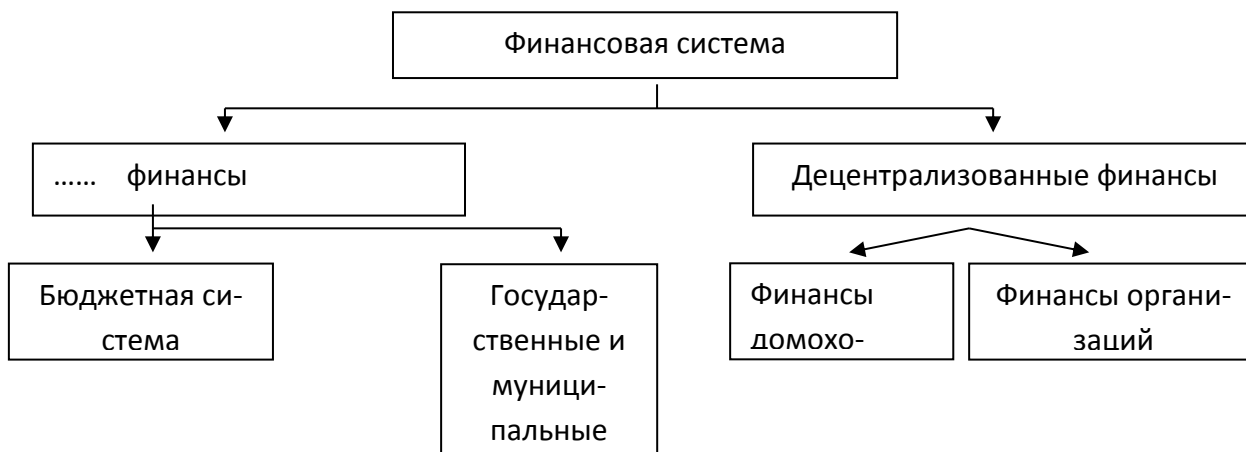 Финансовая система
…… финансы
Децентрализованные финансы
Бюджетная си-
стема
Государ-
ственные и
муници-
пальные
Финансы
домохо-
Финансы органи-
заций